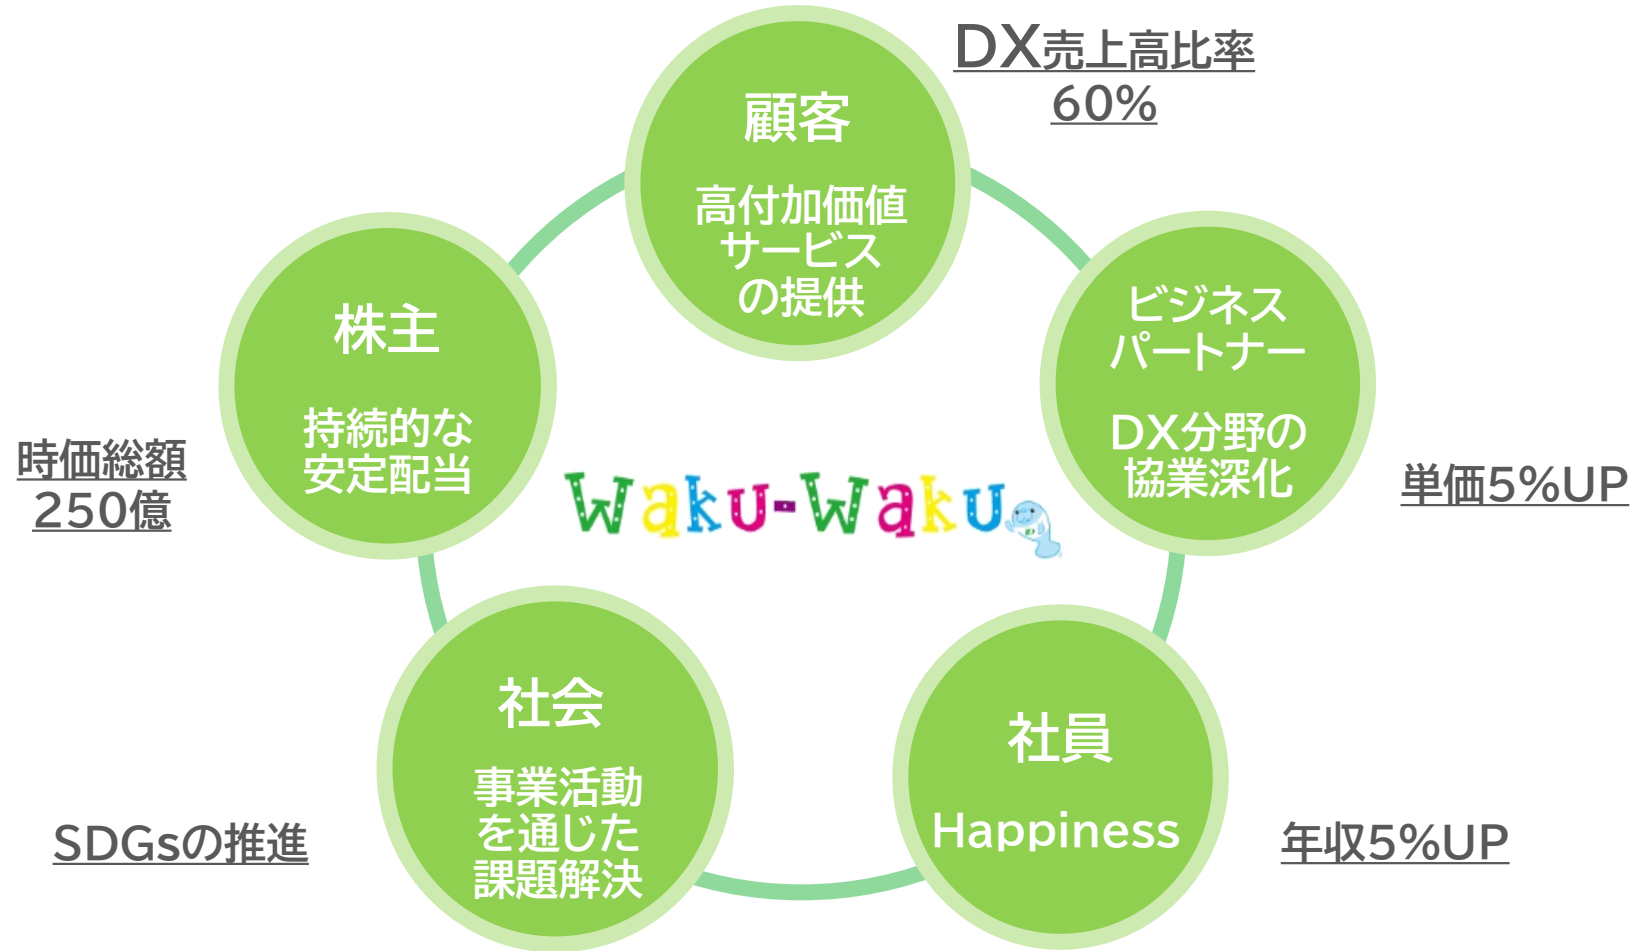 DX売上高比率
60%
顧客
高付加価値
サービス
の提供
ビジネス
パートナー
DX分野の
協業深化
単価5%UP
株主
持続的な
安定配当
時価総額
250億
Waku-Waku
社会
事業活動
を通じた
課題解決
SDGsの推進
社員
Happiness
年収5%UP